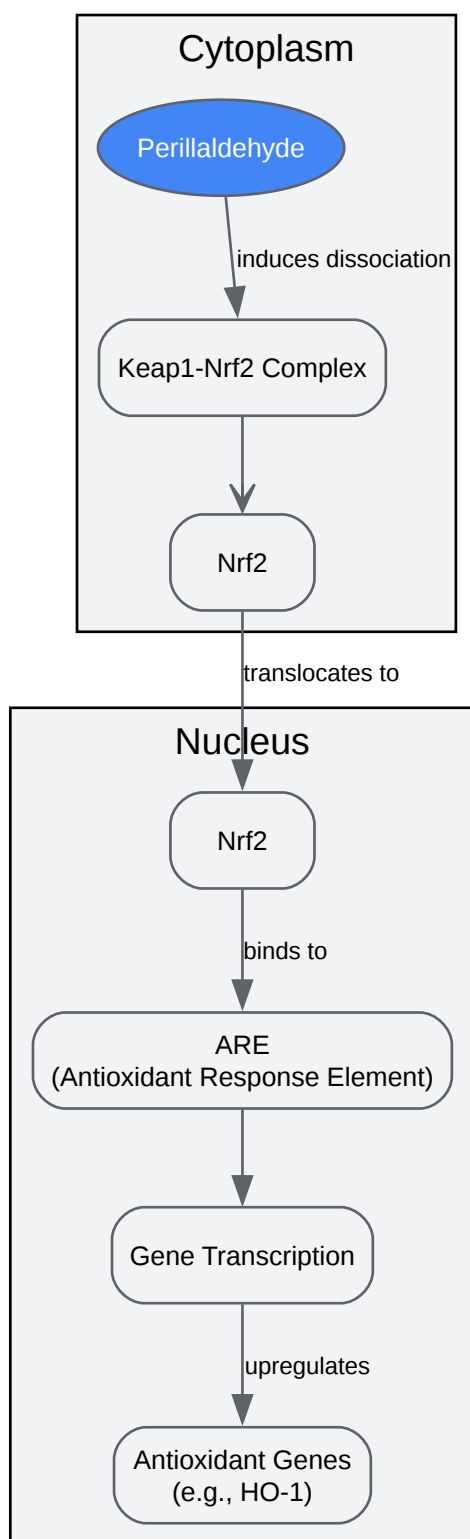 Cytoplasm
Perillaldehyde
induces dissociation
Keap1-Nrf2 Complex
Nrf2
translocates to
Nucleus
Nrf2
binds to
ARE
(Antioxidant Response Element)
Gene Transcription
upregulates
Antioxidant Genes
(e.g., HO-1)